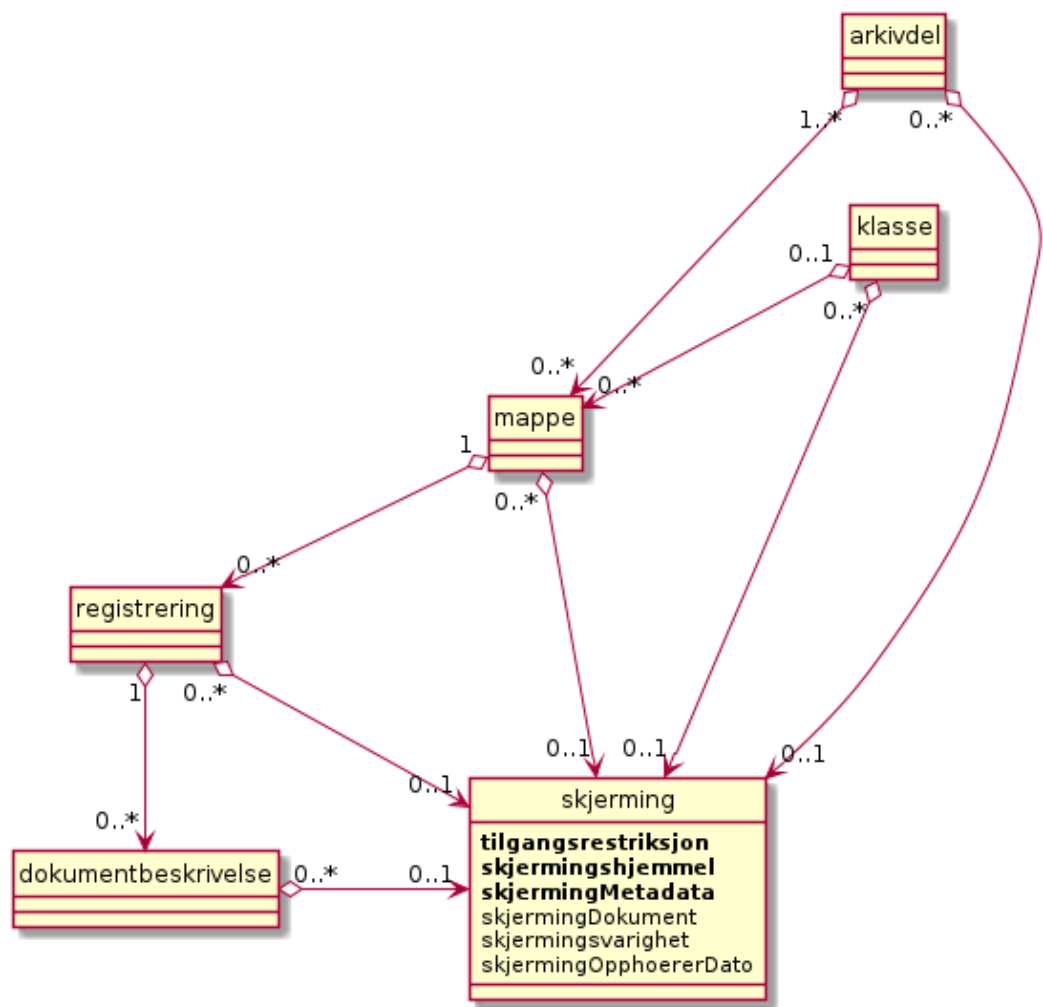 arkivdel
1..*
0..*
klasse
0..1
0..*
0..*
0..*
mappe
1
0..*
0..*
registrering
1
0..*
0..1
0..1
0..1
0..1
0..*
skjerming
tilgangsrestriksjon
skjermingshjemmel
skjermingMetadata
skjermingDokument
skjermingsvarighet
skjermingOpphoererDato
dokumentbeskrivelse
0..*
0..1